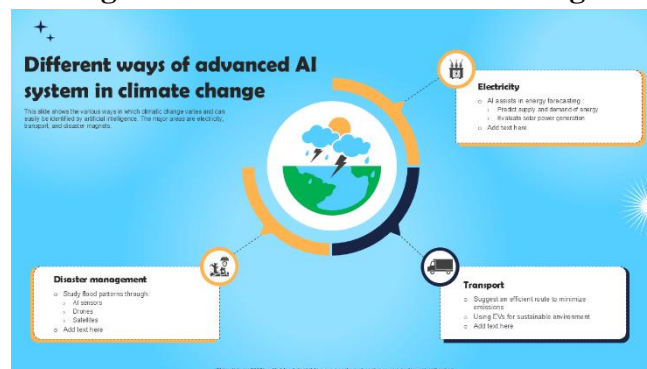 Different ways of advanced AI
system in climate change
This slide shows the various ways in which climatic change varies and can
easily be identified by artificial intelligence. The major areas are electricity,
transport, and disaster magnets.
Electricity
AI assists in energy forecasting :
Predict supply and demand of energy
Evaluate solar power generation
Add text here
Disaster management
Study flood patterns through:
AI sensors
Drones
Satellites
Add text here
Transport
Suggest an efficient route to minimize
emissions
Using EVs for sustainable environment
Add text here